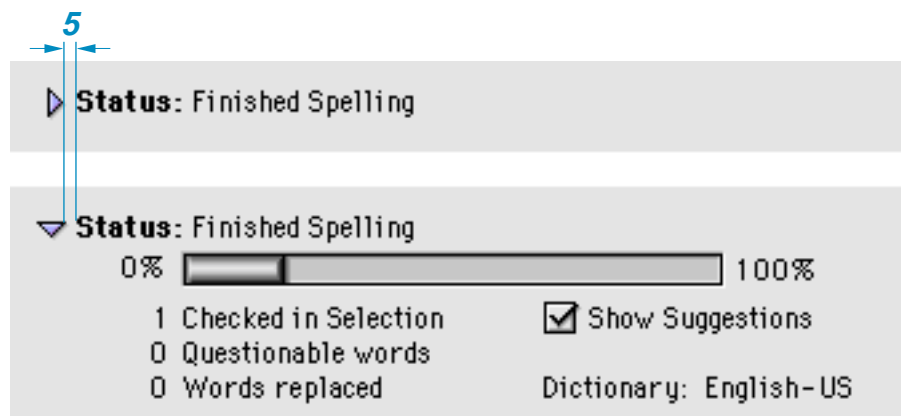 5
Status: Finished Spelling
Status: Finished Spelling
0% 100%
1 Checked in Selection Show Suggestions
0 Questionable words
0 Words replaced Dictionary: English-US